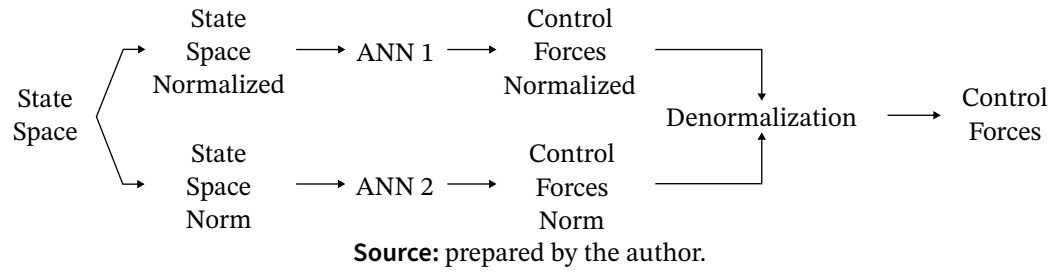 State
Space
State
Space
Normalized
ANN 1
Control
Forces
Normalized
State
Space
Norm
ANN 2
Control
Forces
Norm
Denormalization
Control
Forces
Source: prepared by the author.